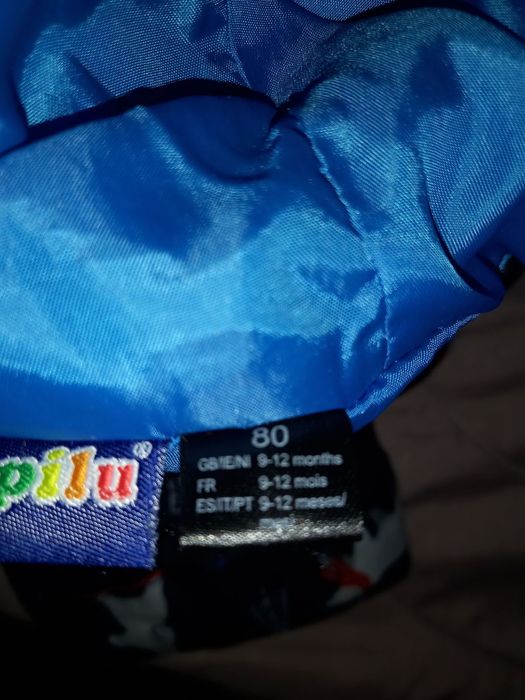 pilu®
80
GB/IE/NI 9-12 months
FR 9-12 mois
ES/IT/PT 9-12 meses/